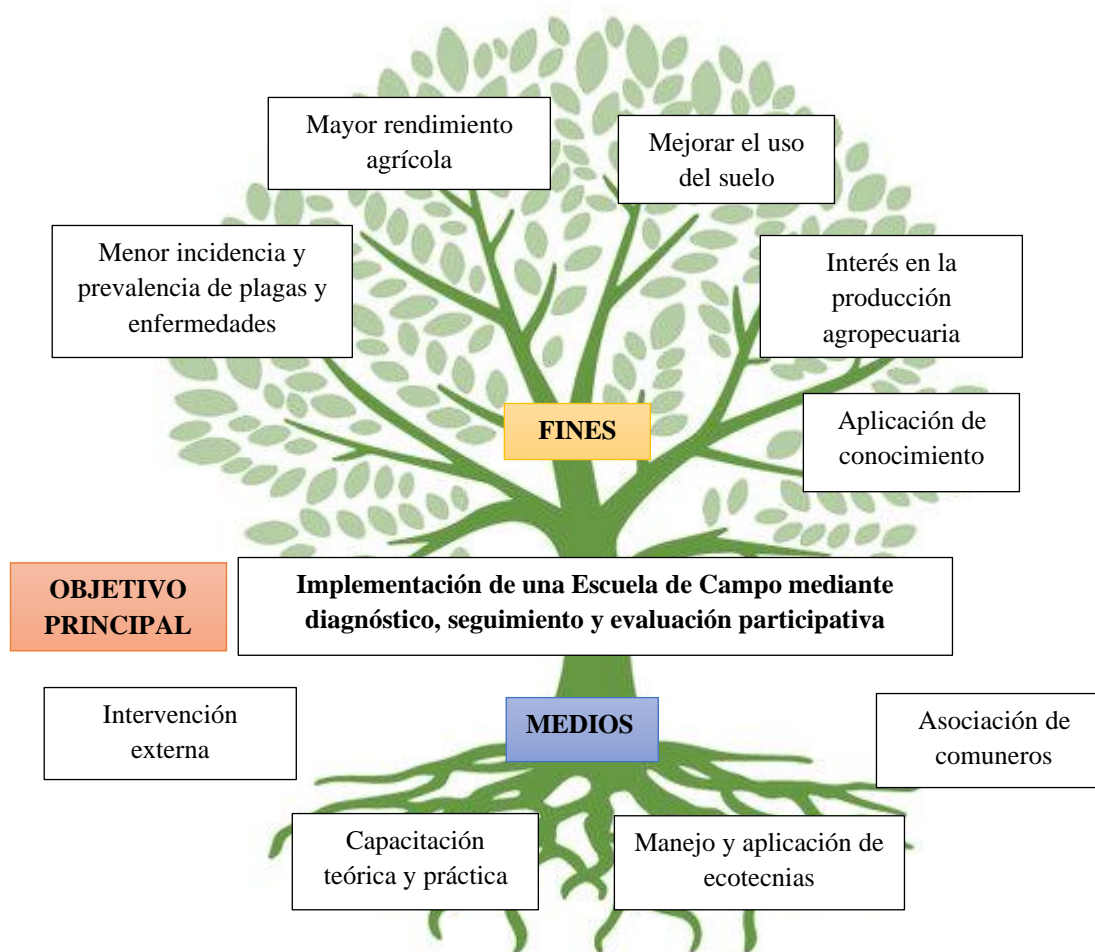 Mayor rendimiento
agrícola
Mejorar el uso
del suelo
Menor incidencia y
prevalencia de plagas y
enfermedades
Interés en la
producción
agropecuaria
FINES
Aplicación de
conocimiento
OBJETIVO
PRINCIPAL
Implementación de una Escuela de Campo mediante
diagnóstico, seguimiento y evaluación participativa
Intervención
externa
MEDIOS
Asociación de
comuneros
Capacitación
teórica y práctica
Manejo y aplicación de
ecotecnias